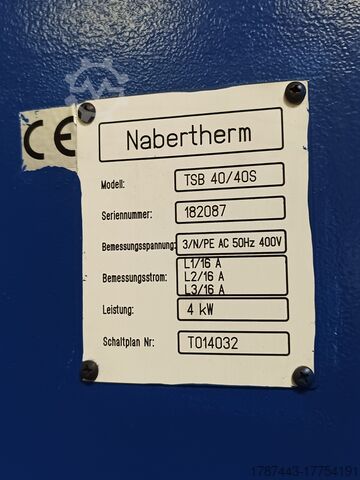 CE
Nabertherm
Modell: TSB 40/40S
Seriennummer: 182087
Bemessungsspannung: 3/N/PE AC 50Hz 400V
L1/16 A
Bemessungsstrom: L2/16 A
L3/16 A
Leistung: 4 kW
Schaltplan Nr: T014032
1787443-17754191